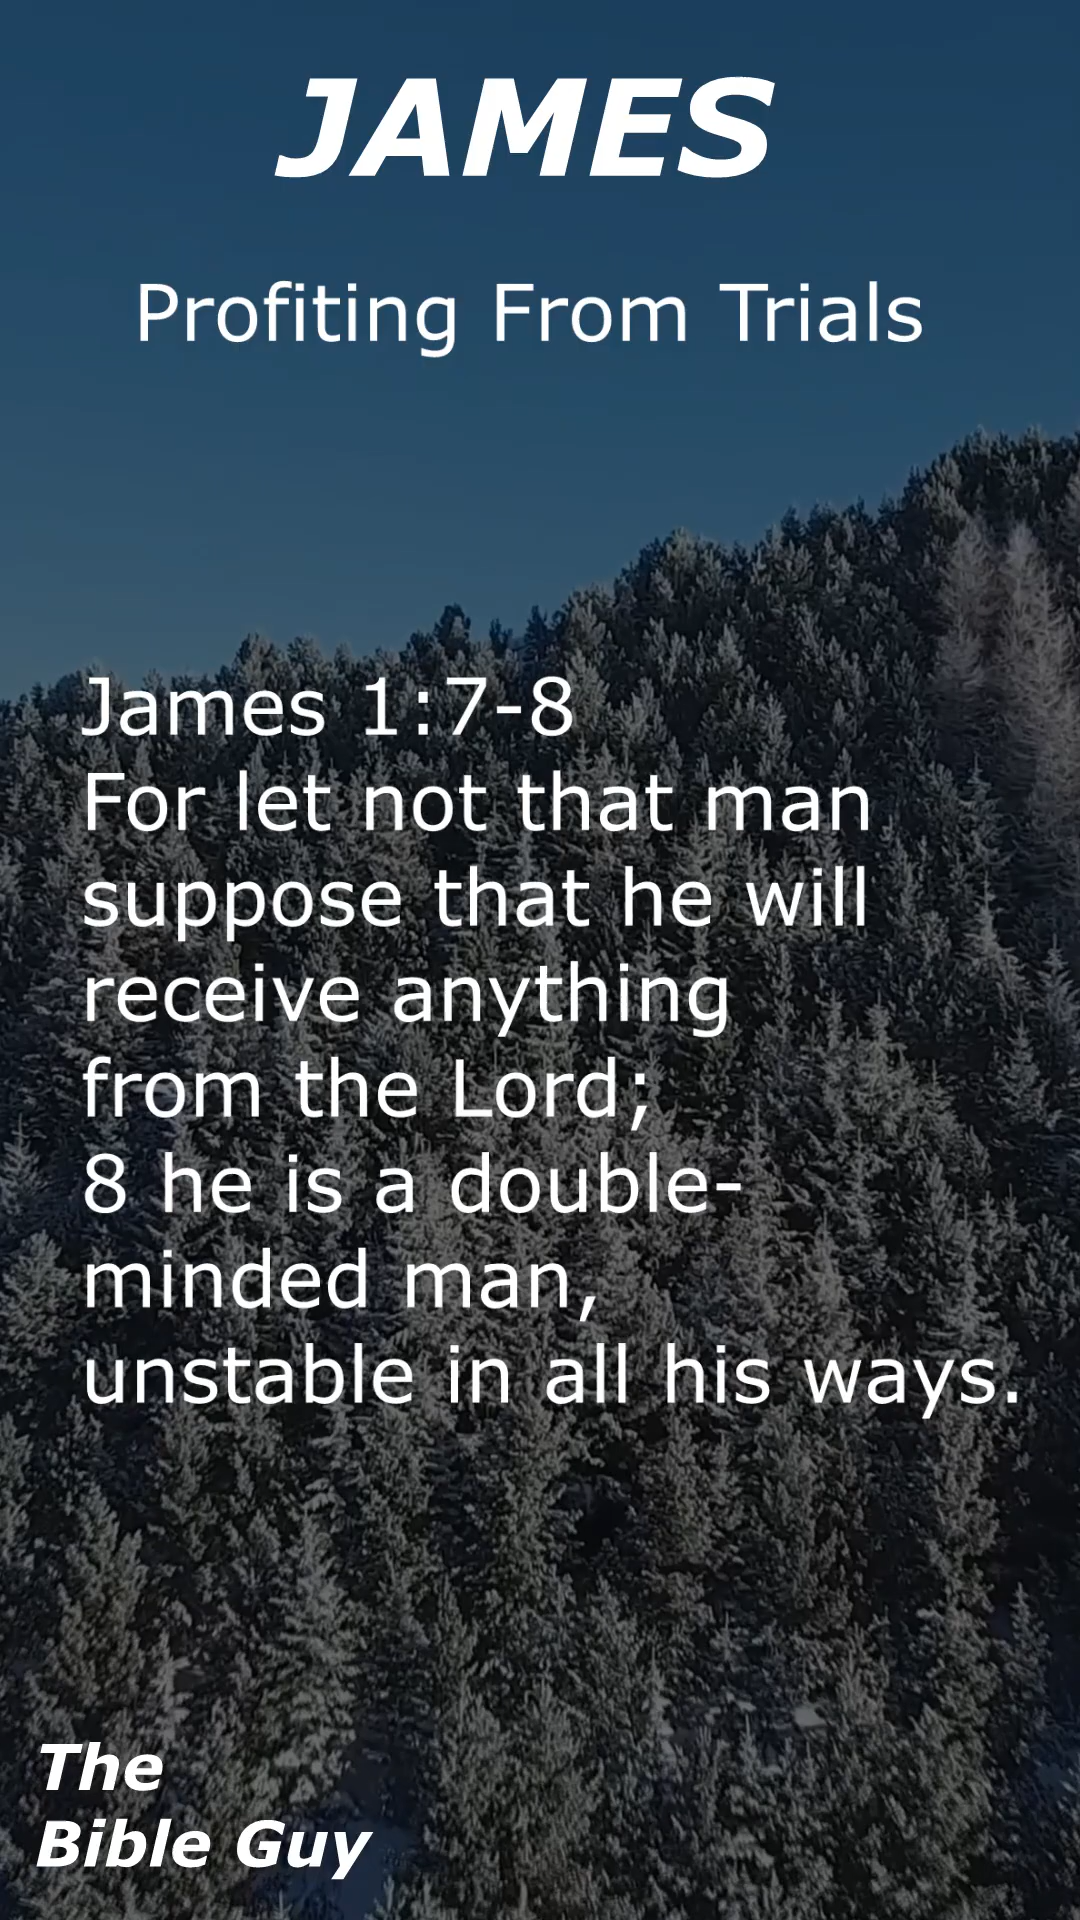 JAMES
Profiting From Trials
James 1:7-8
For let not that man
suppose that he will
receive anything
from the Lord;
8 he is a double-
minded man,
unstable in all his ways.
The
Bible Guy